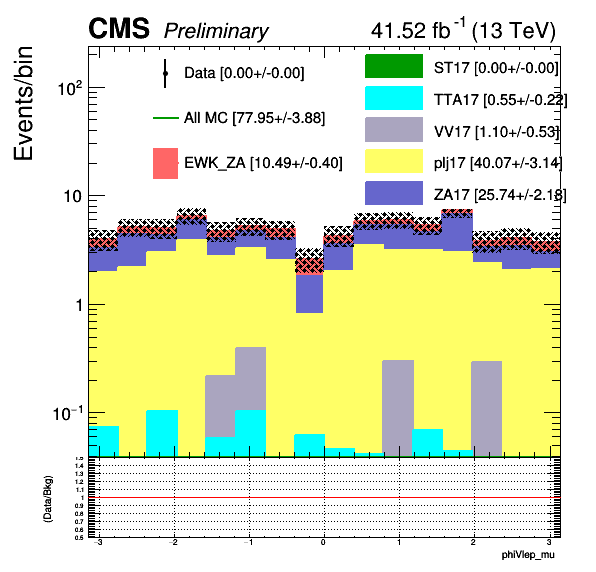 CMS Preliminary 41.52 fb⁻¹ (13 TeV)
Events/bin
10²
10
1
10⁻¹
Data [0.00+/-0.00]
All MC [77.95+/-3.88]
EWK_ZA [10.49+/-0.40]
ST17 [0.00+/-0.00]
TTA17 [0.55+/-0.22]
VV17 [1.10+/-0.53]
plj17 [40.07+/-3.14]
ZA17 [25.74+/-2.18]
(Data/Bkg)
1.5
1.4
1.3
1.2
1.1
1
0.9
0.8
0.7
0.6
0.5
−3 −2 −1 0 1 2 3
phiVlep_mu